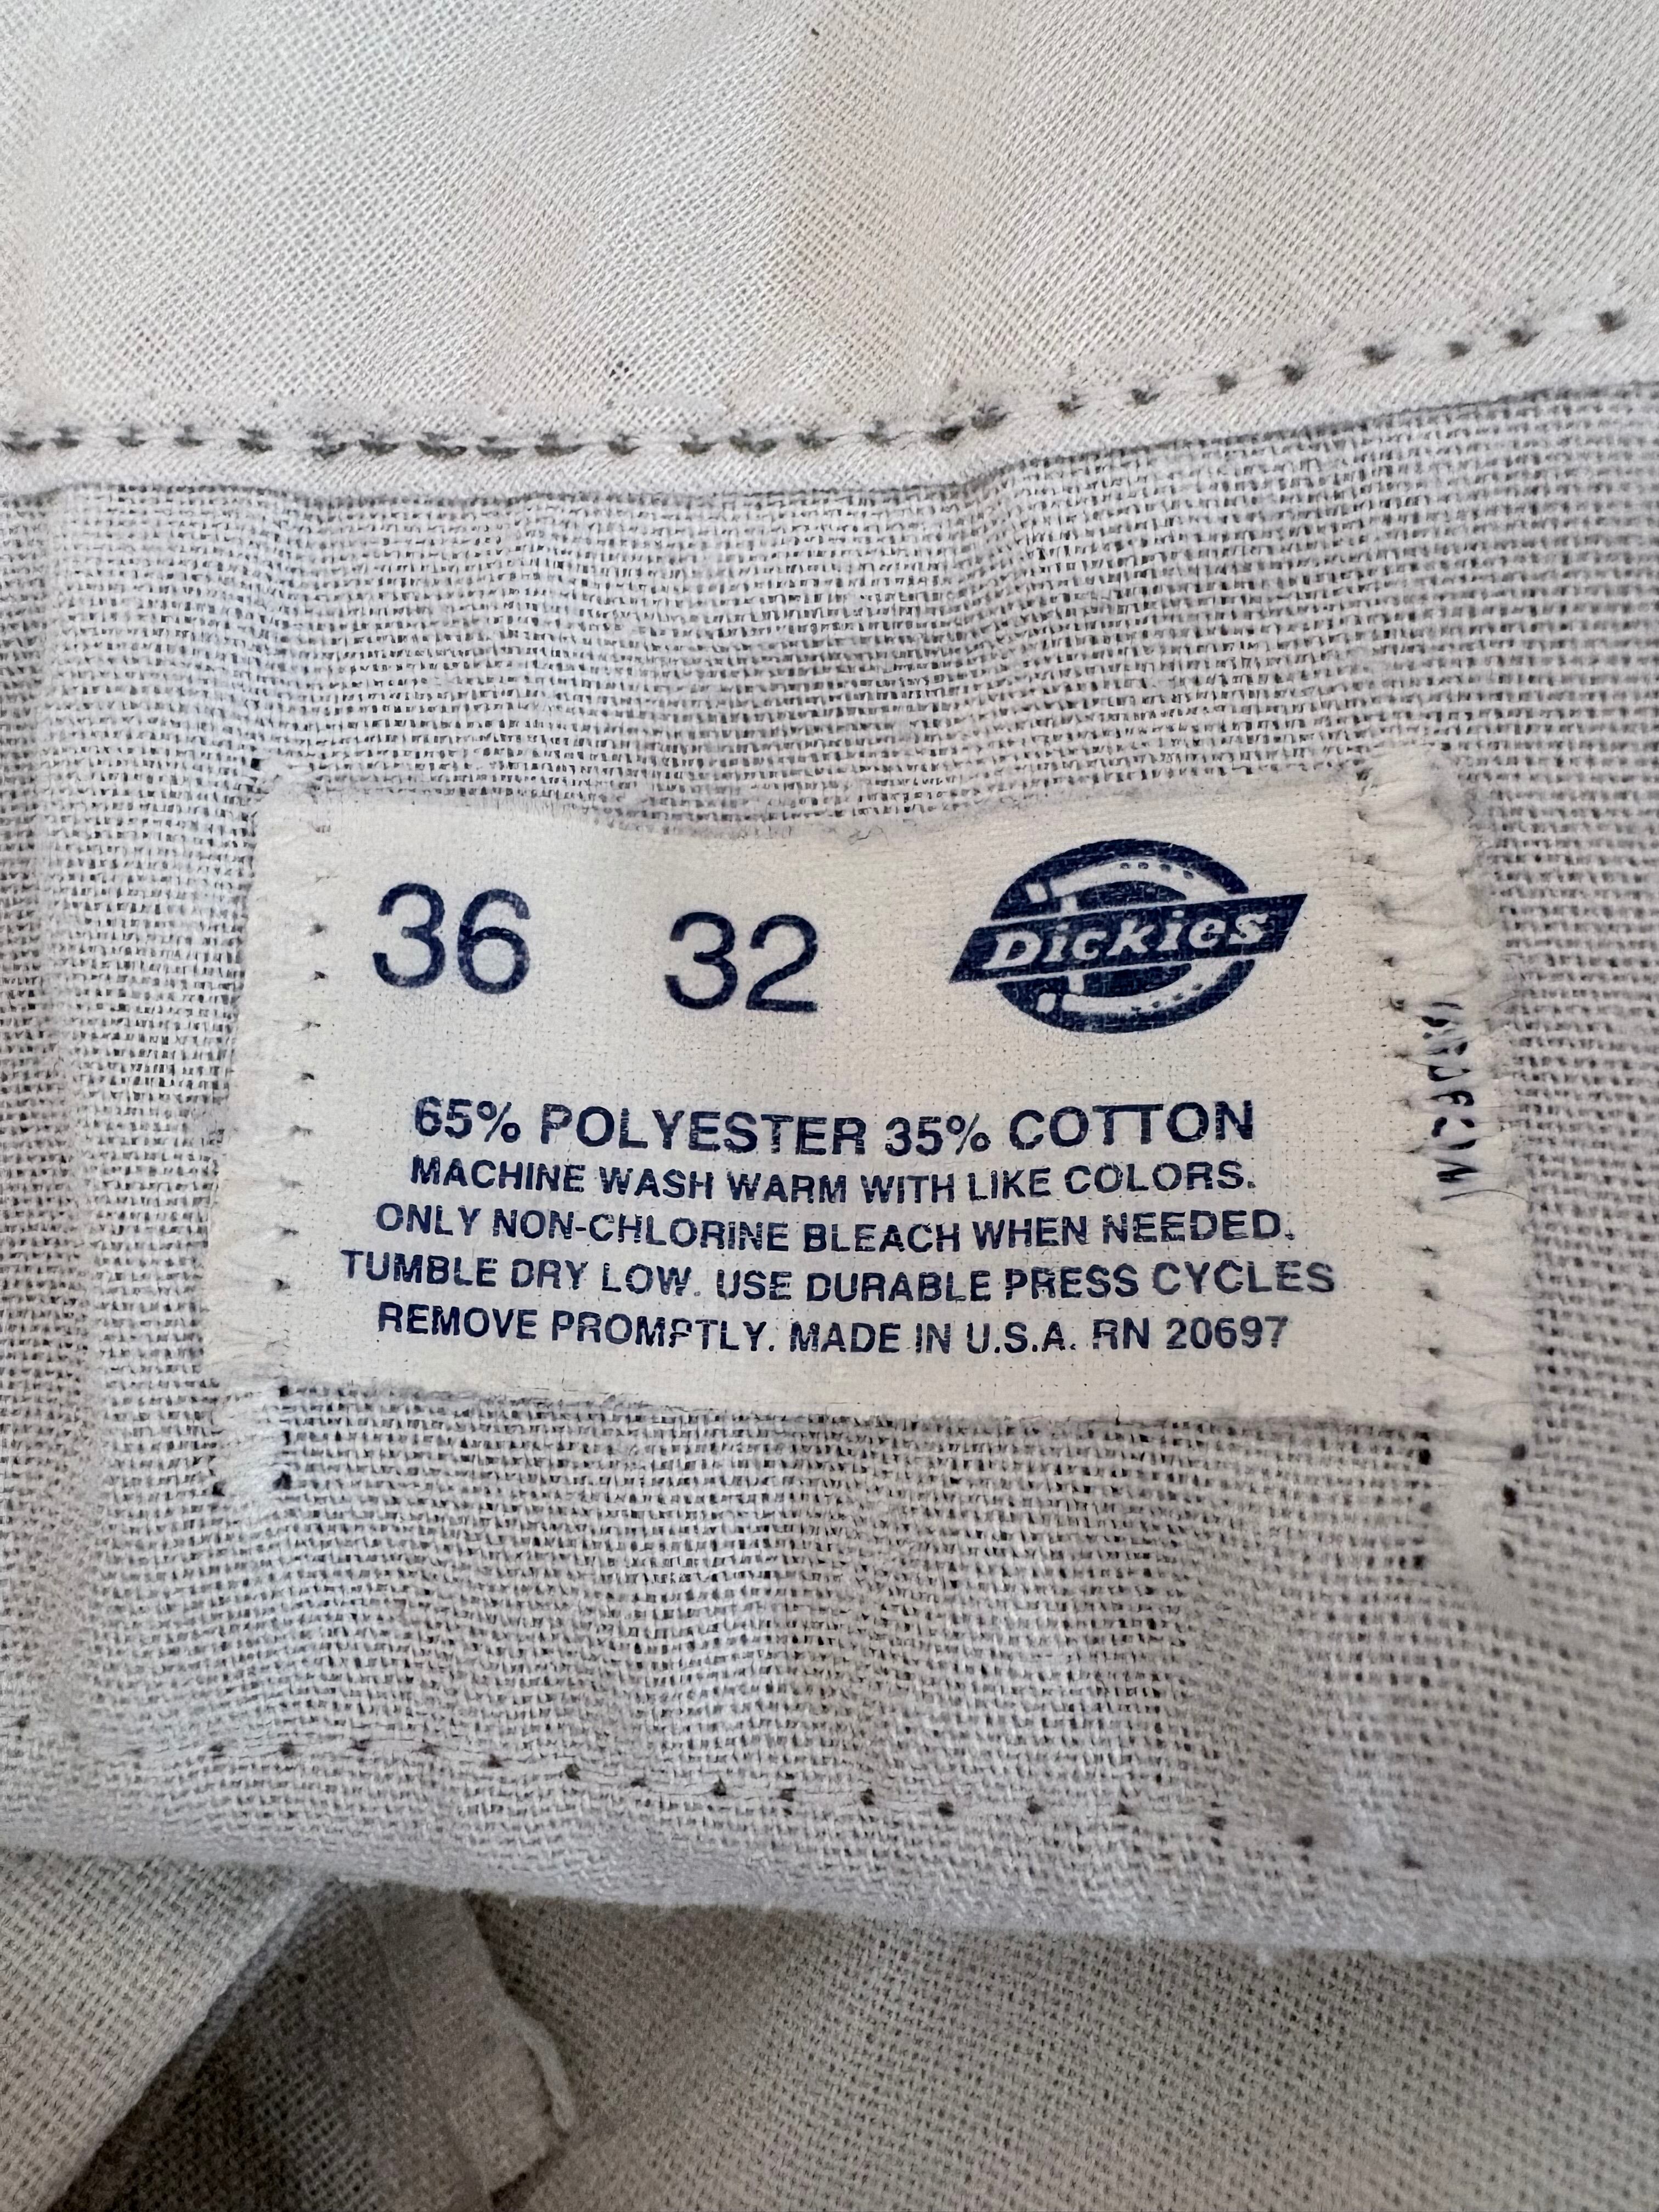 36 32 Dickies
65% POLYESTER 35% COTTON
MACHINE WASH WARM WITH LIKE COLORS.
ONLY NON-CHLORINE BLEACH WHEN NEEDED.
TUMBLE DRY LOW. USE DURABLE PRESS CYCLES
REMOVE PROMPTLY. MADE IN U.S.A. RN 20697